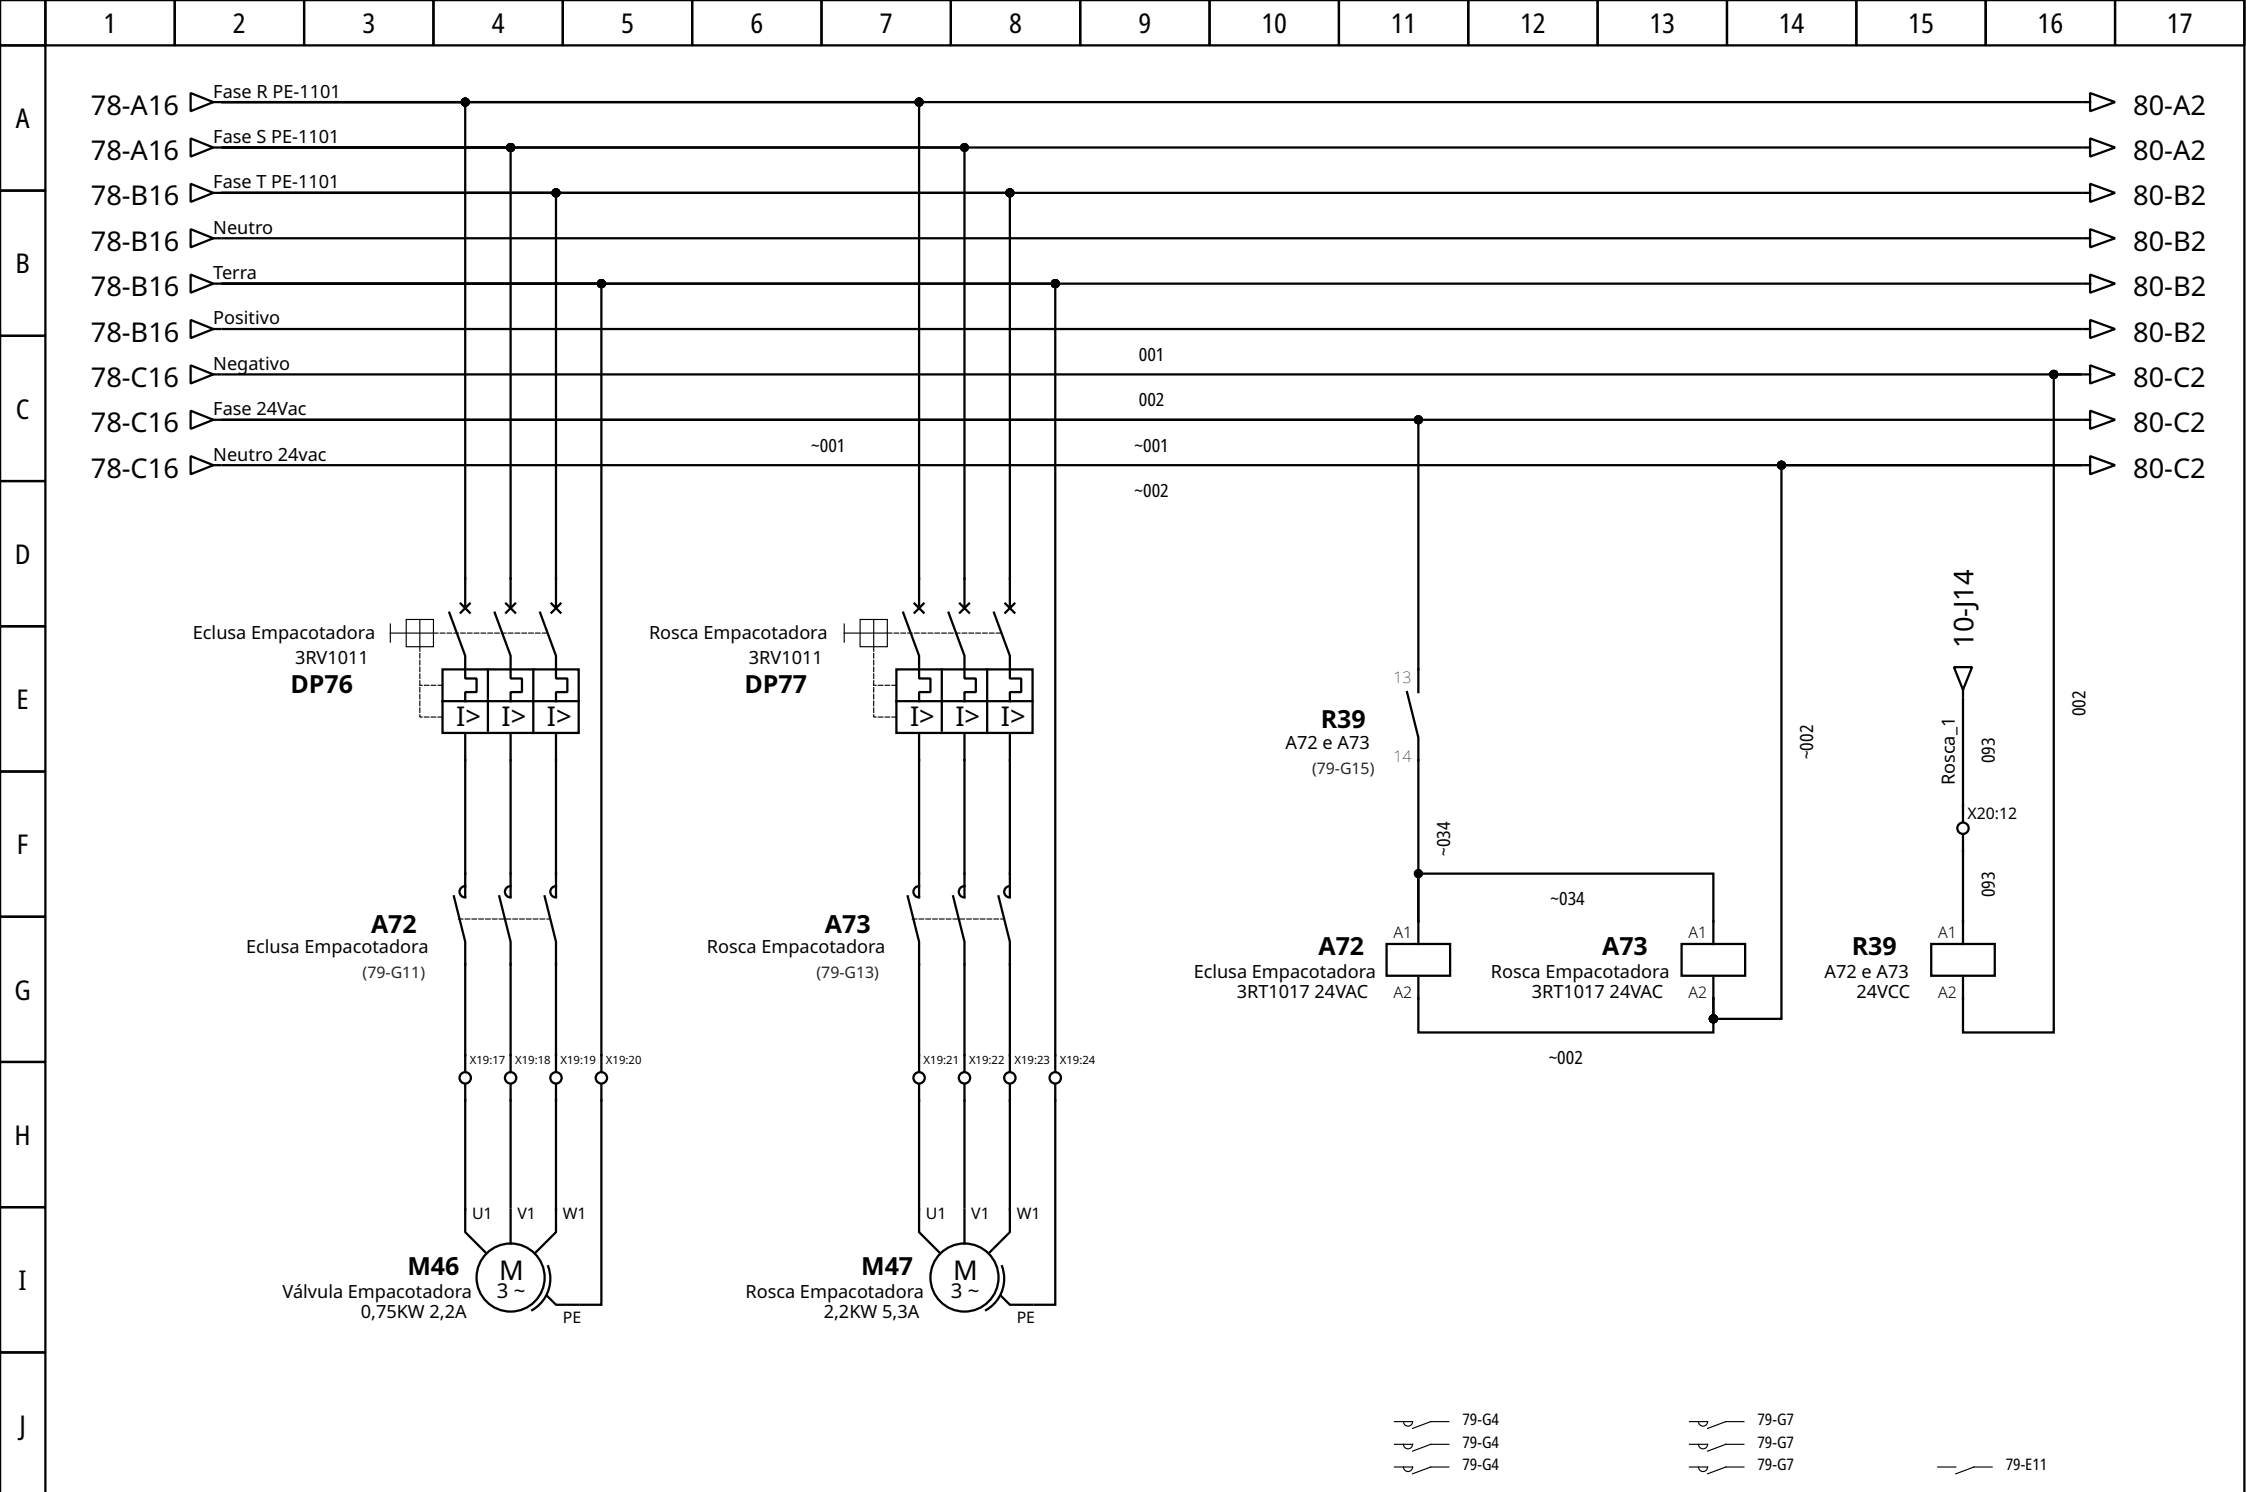 1 2 3 4 5 6 7 8 9 10 11 12 13 14 15 16 17
A
78-A16 Fase R PE-1101 80-A2
78-A16 Fase S PE-1101 80-A2
78-B16 Fase T PE-1101 80-B2
B
78-B16 Neutro 80-B2
78-B16 Terra 80-B2
78-B16 Positivo 80-B2
001
C
78-C16 Negativo 80-C2
002
78-C16 Fase 24Vac 80-C2
~001 ~001
78-C16 Neutro 24vac 80-C2
~002
D
10-J14
E
Eclusa Empacotadora
3RV1011
DP76
I> I> I>
Rosca Empacotadora
3RV1011
DP77
I> I> I>
13
R39
A72 e A73
14
(79-G15)
~002
Rosca_1
093
002
F
~034
X20:12
093
~034
G
A72
Eclusa Empacotadora
(79-G11)
A73
Rosca Empacotadora
(79-G13)
A1
A72
Eclusa Empacotadora
3RT1017 24VAC
A2
A1
A73
Rosca Empacotadora
3RT1017 24VAC
A2
A1
R39
A72 e A73
24VCC
A2
~002
X19:17 X19:18 X19:19 X19:20
X19:21 X19:22 X19:23 X19:24
H
U1 V1 W1
U1 V1 W1
I
M46
Válvula Empacotadora
0,75KW 2,2A
M
3 ~
PE
M47
Rosca Empacotadora
2,2KW 5,3A
M
3 ~
PE
J
79-G4
79-G4
79-G4
79-G7
79-G7
79-G7
79-E11